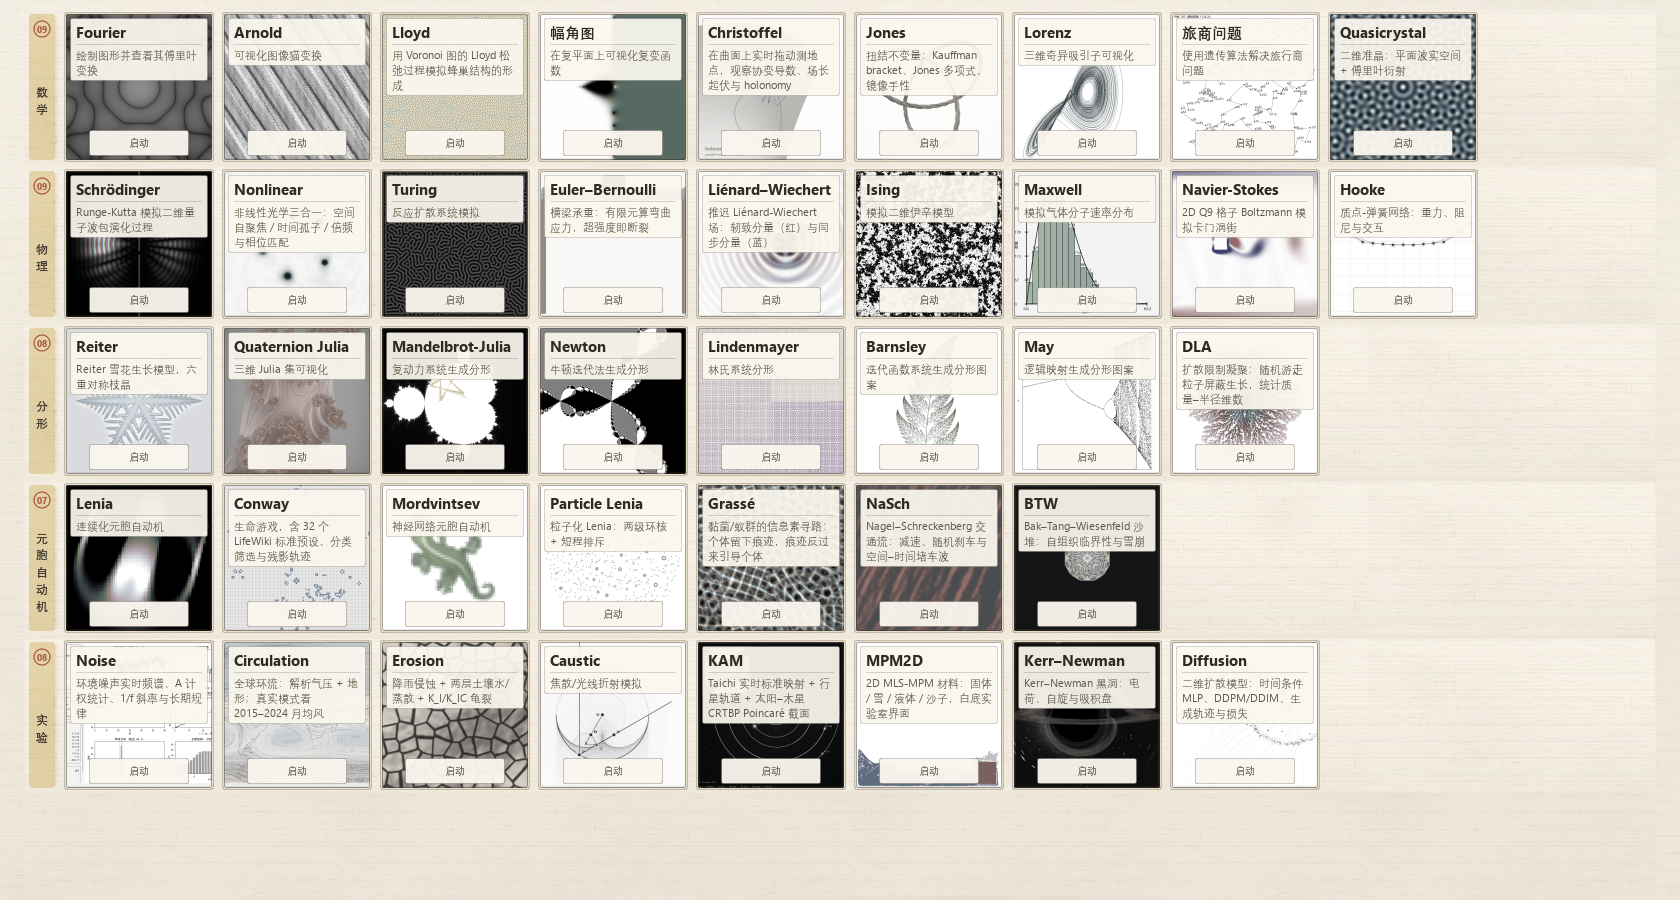 09
数
学
Fourier
绘制图形并查看其傅里叶
变换
启动
Arnold
可视化图像猫变换
启动
Lloyd
用 Voronoi 图的 Lloyd 松
弛过程模拟蜂巢结构的形
成
启动
幅角图
在复平面上可视化复变函
数
启动
Christoffel
在曲面上实时拖动测地
点，观察协变导数、场长
起伏与 holonomy
启动
Jones
扭结不变量：Kauffman
bracket、Jones 多项式、
镜像手性
启动
Lorenz
三维奇异吸引子可视化
启动
旅商问题
使用遗传算法解决旅行商
问题
启动
Quasicrystal
二维准晶：平面波实空间
+ 傅里叶衍射
启动
09
物
理
Schrödinger
Runge-Kutta 模拟二维量
子波包演化过程
启动
Nonlinear
非线性光学三合一：空间
自聚焦 / 时间孤子 / 倍频
与相位匹配
启动
Turing
反应扩散系统模拟
启动
Euler–Bernoulli
横梁承重：有限元算弯曲
应力，超强度即断裂
启动
Liénard–Wiechert
推迟 Liénard-Wiechert
场：韧致分量（红）与同
步分量（蓝）
启动
Ising
模拟二维伊辛模型
启动
Maxwell
模拟气体分子速率分布
启动
Navier-Stokes
2D Q9 格子 Boltzmann 模
拟卡门涡街
启动
Hooke
质点-弹簧网络：重力、阻
尼与交互
启动
08
分
形
Reiter
Reiter 雪花生长模型，六
重对称枝晶
启动
Quaternion Julia
三维 Julia 集可视化
启动
Mandelbrot-Julia
复动力系统生成分形
启动
Newton
牛顿迭代法生成分形
启动
Lindenmayer
林氏系统分形
启动
Barnsley
迭代函数系统生成分形图
案
启动
May
逻辑映射生成分形图案
启动
DLA
扩散限制凝聚：随机游走
粒子屏蔽生长，统计质
量–半径维数
启动
07
元
胞
自
动
机
Lenia
连续化元胞自动机
启动
Conway
生命游戏，含 32 个
LifeWiki 标准预设、分类
筛选与残影轨迹
启动
Mordvintsev
神经网络元胞自动机
启动
Particle Lenia
粒子化 Lenia：两级环核
+ 短程排斥
启动
Grassé
黏菌/蚁群的信息素寻路：
个体留下痕迹，痕迹反过
来引导个体
启动
NaSch
Nagel–Schreckenberg 交
通流：减速、随机刹车与
空间–时间堵车波
启动
BTW
Bak–Tang–Wiesenfeld 沙
堆：自组织临界性与雪崩
启动
08
实
验
Noise
环境噪声实时频谱、A 计
权统计、1/f 斜率与长期规
律
启动
Circulation
全球环流：解析气压 + 地
形；真实模式看
2015–2024 月均风
启动
Erosion
降雨侵蚀 + 两层土壤水/
蒸散 + K_I/K_IC 龟裂
启动
Caustic
焦散/光线折射模拟
启动
KAM
Taichi 实时标准映射 + 行
星轨道 + 太阳–木星
CRTBP Poincaré 截面
启动
MPM2D
2D MLS-MPM 材料：固体
/ 雪 / 液体 / 沙子，白底实
验室界面
启动
Kerr–Newman
Kerr–Newman 黑洞：电
荷、自旋与吸积盘
启动
Diffusion
二维扩散模型：时间条件
MLP、DDPM/DDIM、生
成轨迹与损失
启动